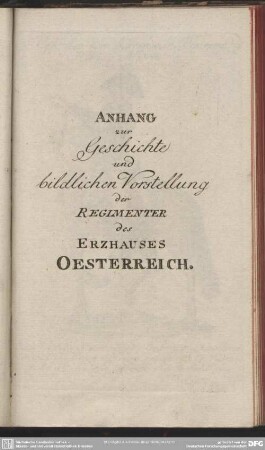 ANHANG
zur
Geschichte
und
bildlichen Vorstellung
der
REGIMENTER
des
ERZHAUSES
OESTERREICH.